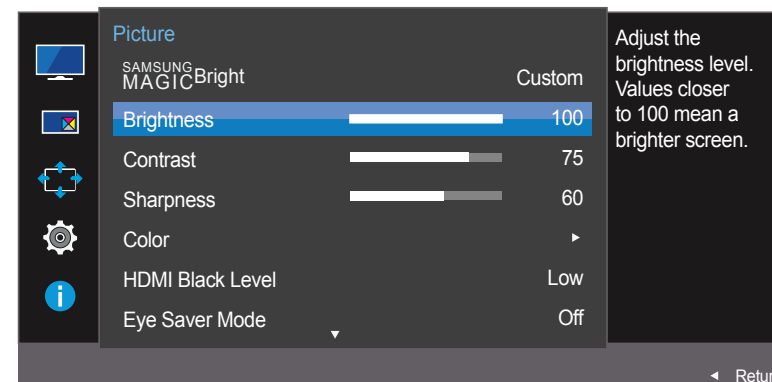 Picture
SAMSUNG
MAGICBright Custom
Brightness 100
Contrast 75
Sharpness 60
Color
HDMI Black Level Low
Eye Saver Mode Off
Adjust the
brightness level.
Values closer
to 100 mean a
brighter screen.
i
Retur